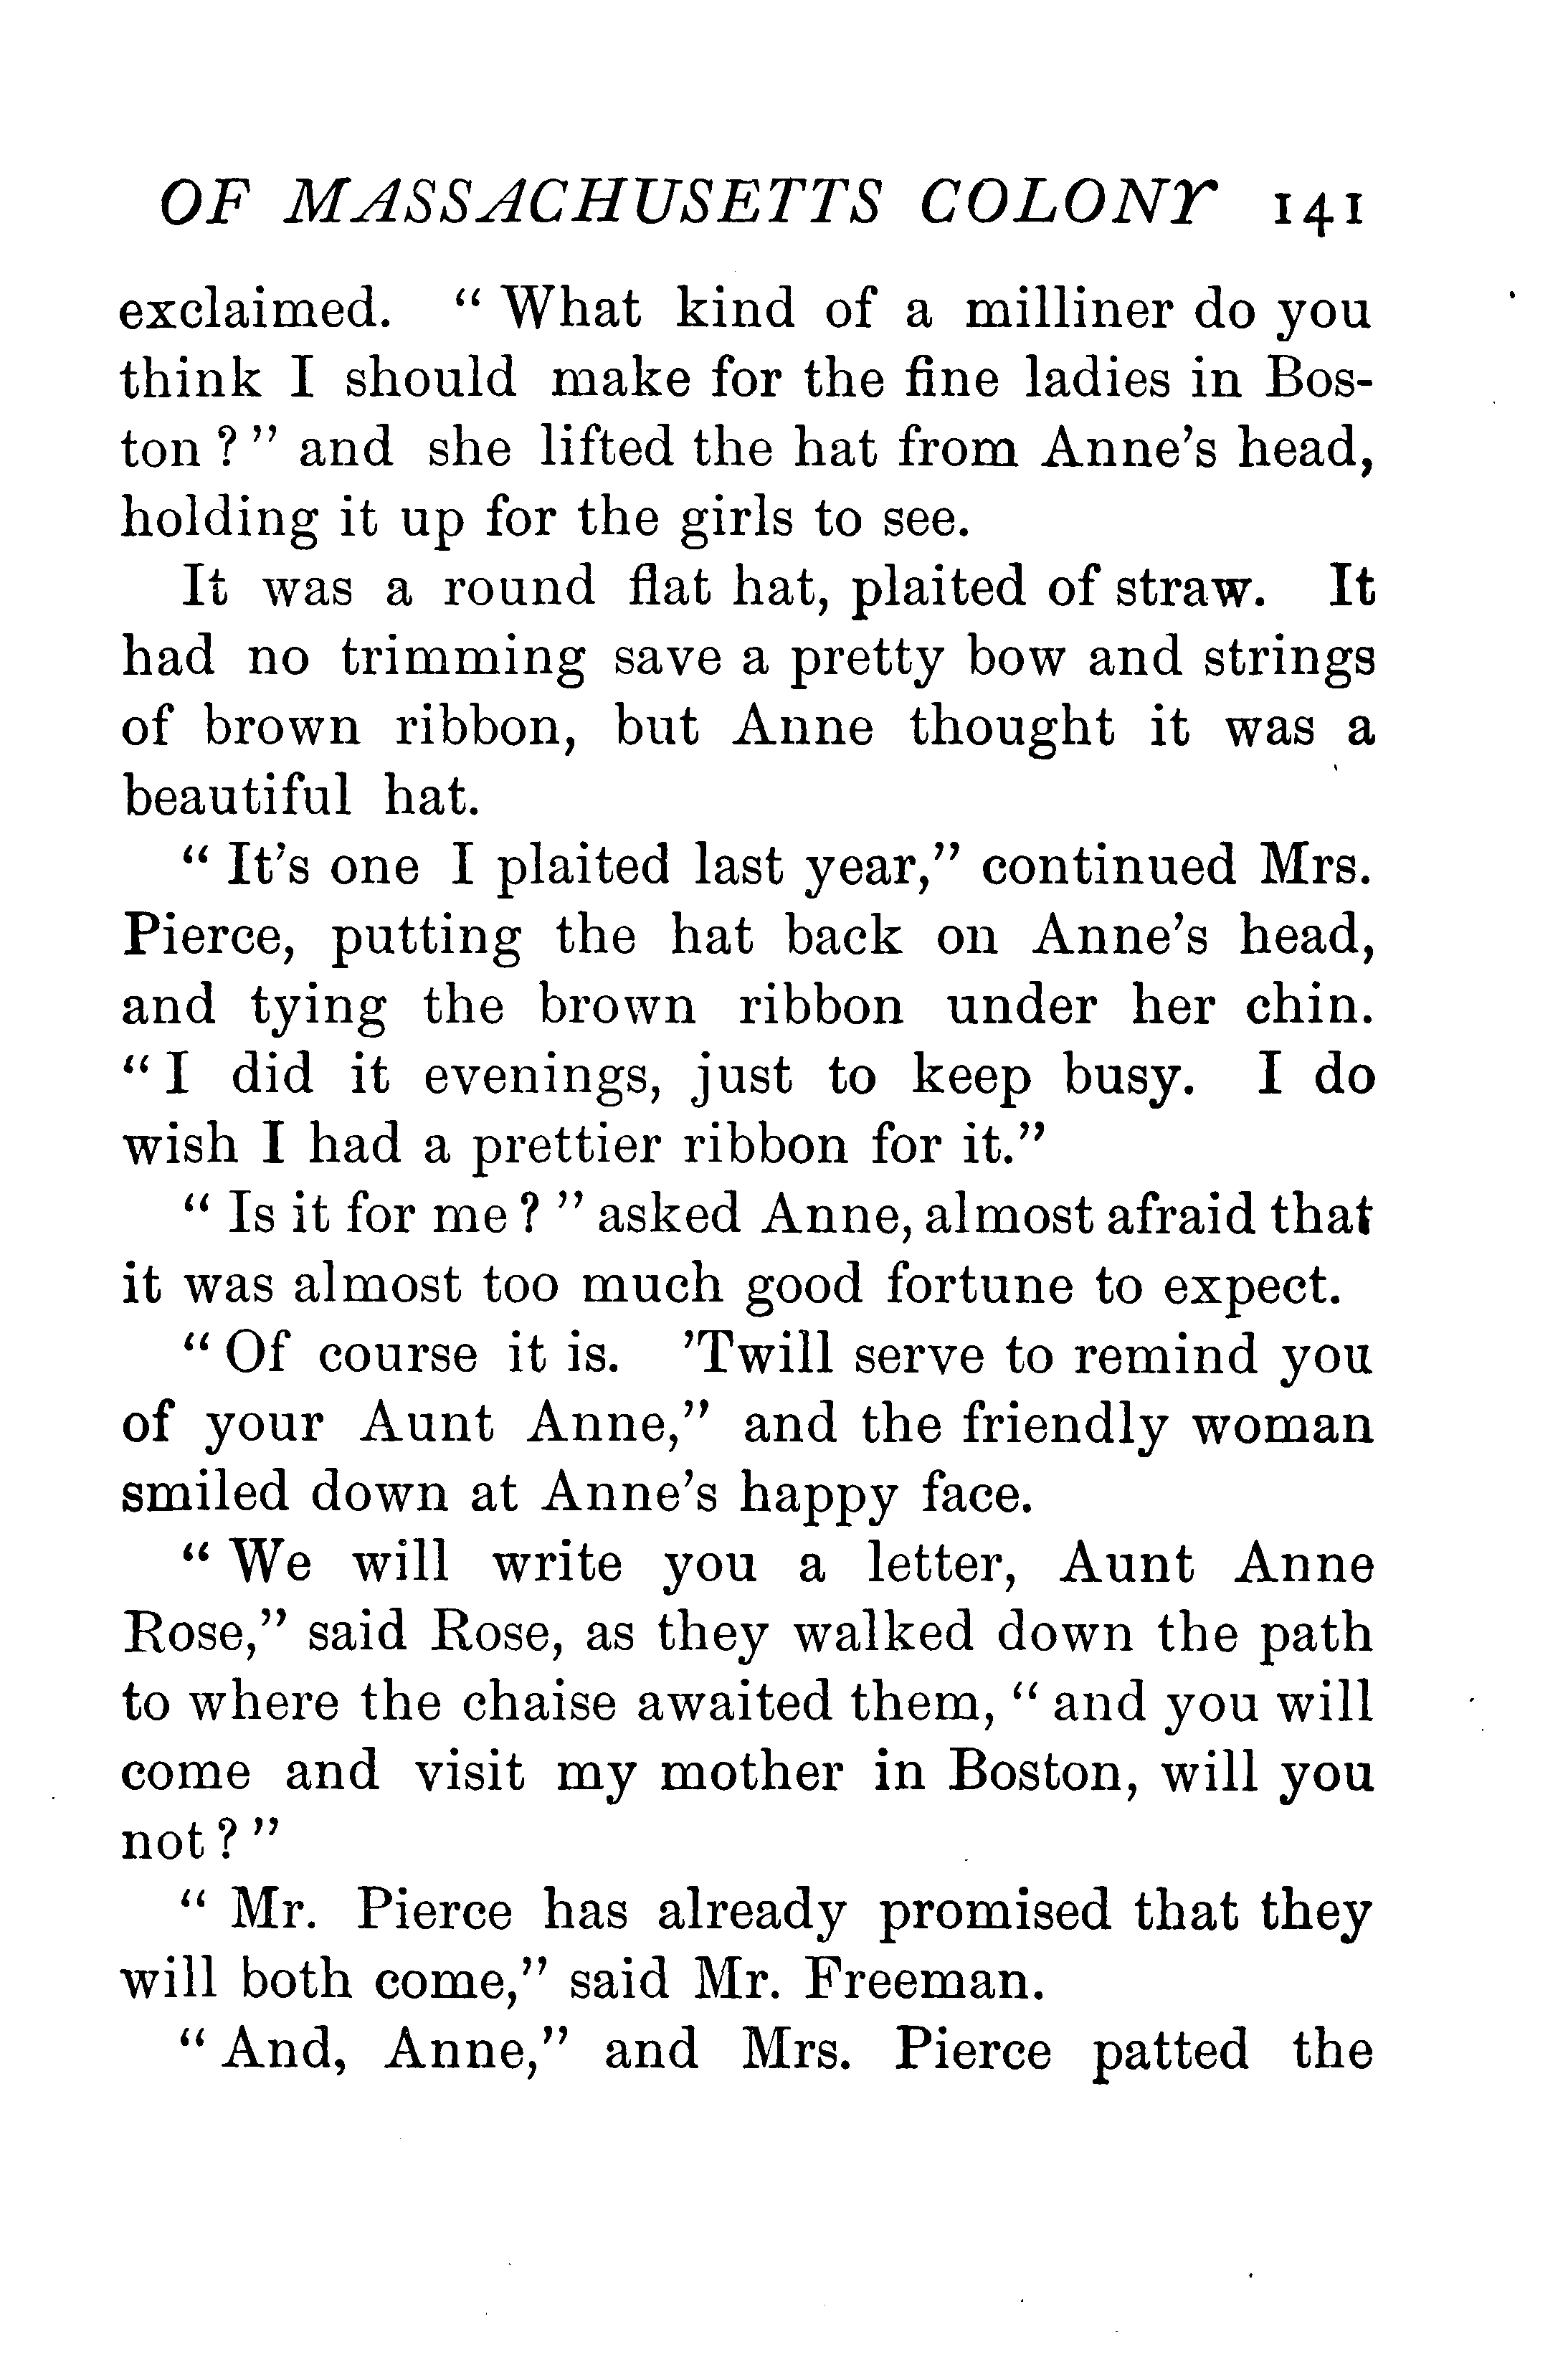 OF MASSACHUSETTS COLONY 141
exclaimed. “ What kind of a milliner do you
think I should make for the fine ladies in Bos-
ton ? ” and she lifted the hat from Anne’s head,
holding it up for the girls to see.
It was a round flat hat, plaited of straw. It
had no trimming save a pretty bow and strings
of brown ribbon, but Anne thought it was a
beautiful hat.
“ It’s one I plaited last year,” continued Mrs.
Pierce, putting the hat back on Anne’s head,
and tying the brown ribbon under her chin.
“ I did it evenings, just to keep busy. I do
wish I had a prettier ribbon for it.”
“ Is it for me ? ” asked Anne, almost afraid that
it was almost too much good fortune to expect.
“ Of course it is. ’Twill serve to remind you
of your Aunt Anne,” and the friendly woman
smiled down at Anne’s happy face.
“ We will write you a letter, Aunt Anne
Rose,” said Rose, as they walked down the path
to where the chaise awaited them, “ and you will
come and visit my mother in Boston, will you
not ? ”
“ Mr. Pierce has already promised that they
will both come,” said Mr. Freeman.
“ And, Anne,” and Mrs. Pierce patted the